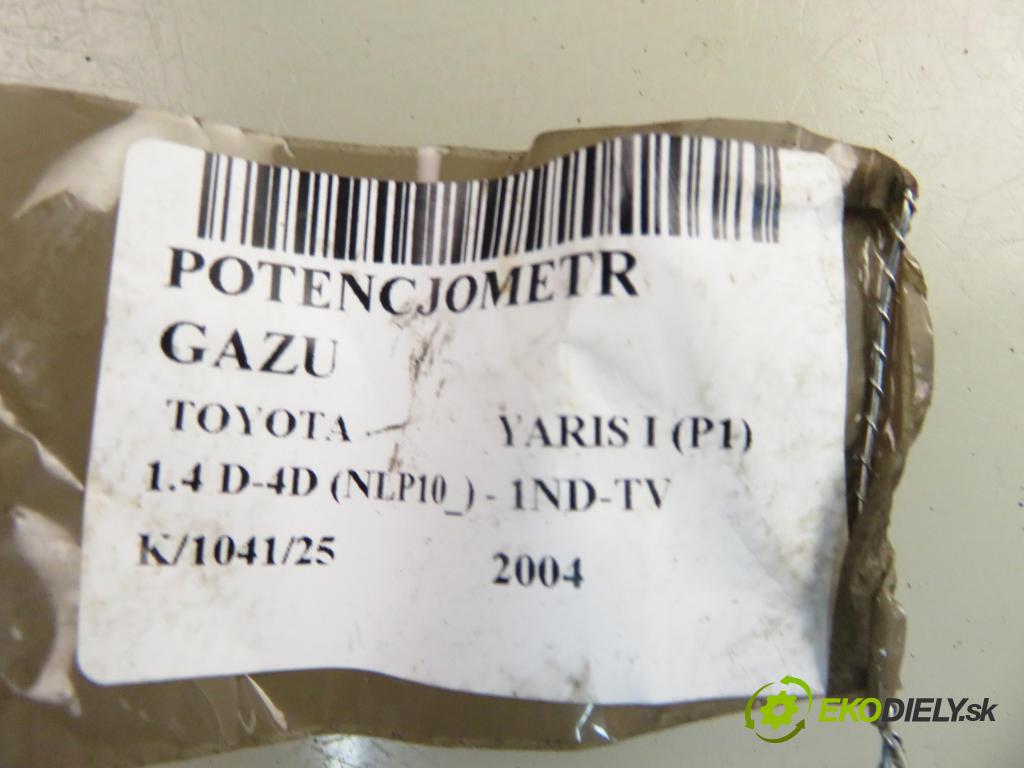 POTENCJOMETR
GAZU
TOYOTA YARIS I (P1)
1.4 D-4D (NLP10_) - 1ND-TV
K/1041/25 2004
EKODIELY.sk